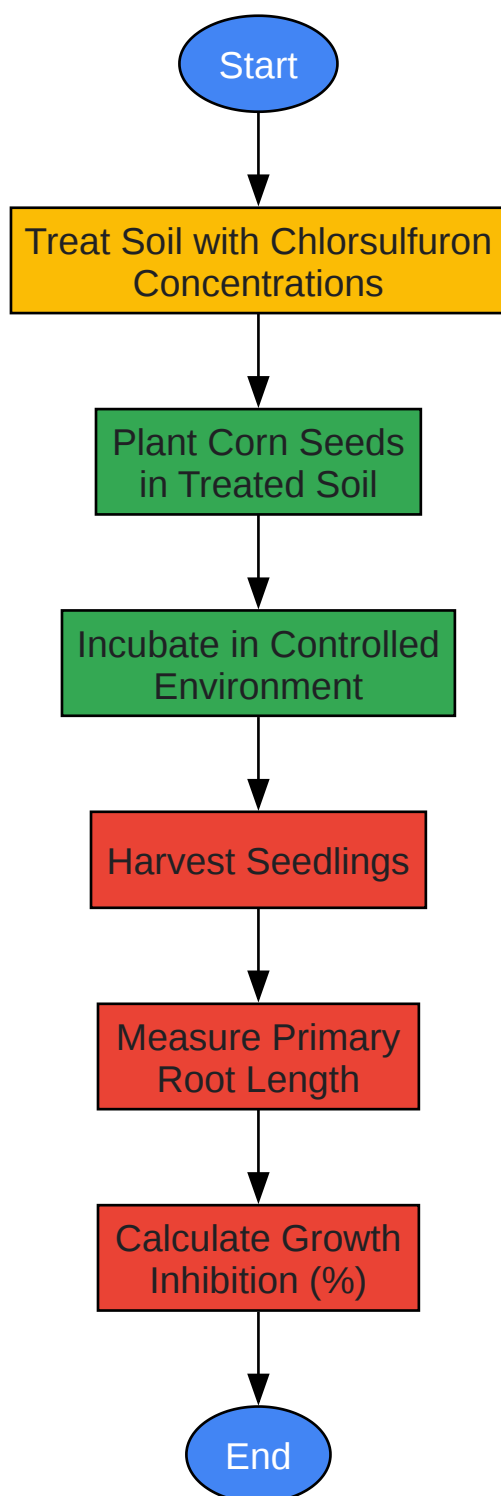 Start
Treat Soil with Chlorsulfuron
Concentrations
Plant Corn Seeds
in Treated Soil
Incubate in Controlled
Environment
Harvest Seedlings
Measure Primary
Root Length
Calculate Growth
Inhibition (%)
End